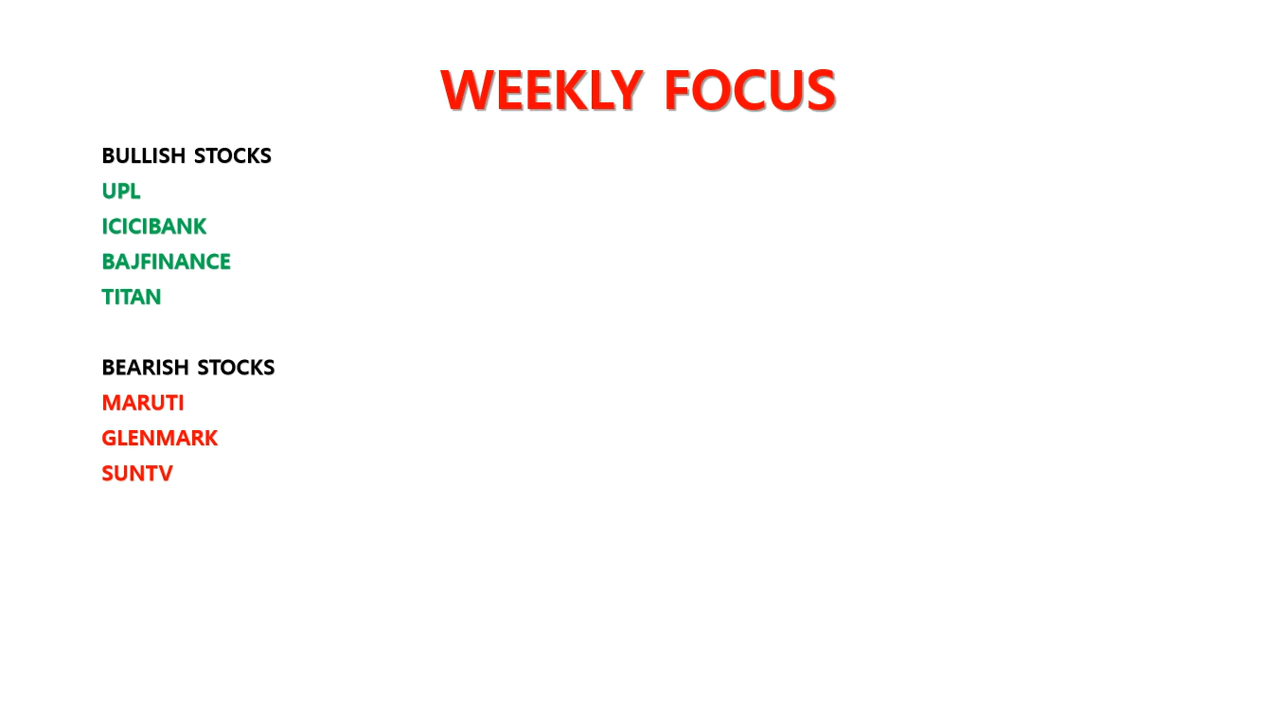 WEEKLY FOCUS
BULLISH STOCKS
UPL
ICICIBANK
BAJFINANCE
TITAN
BEARISH STOCKS
MARUTI
GLENMARK
SUNTV